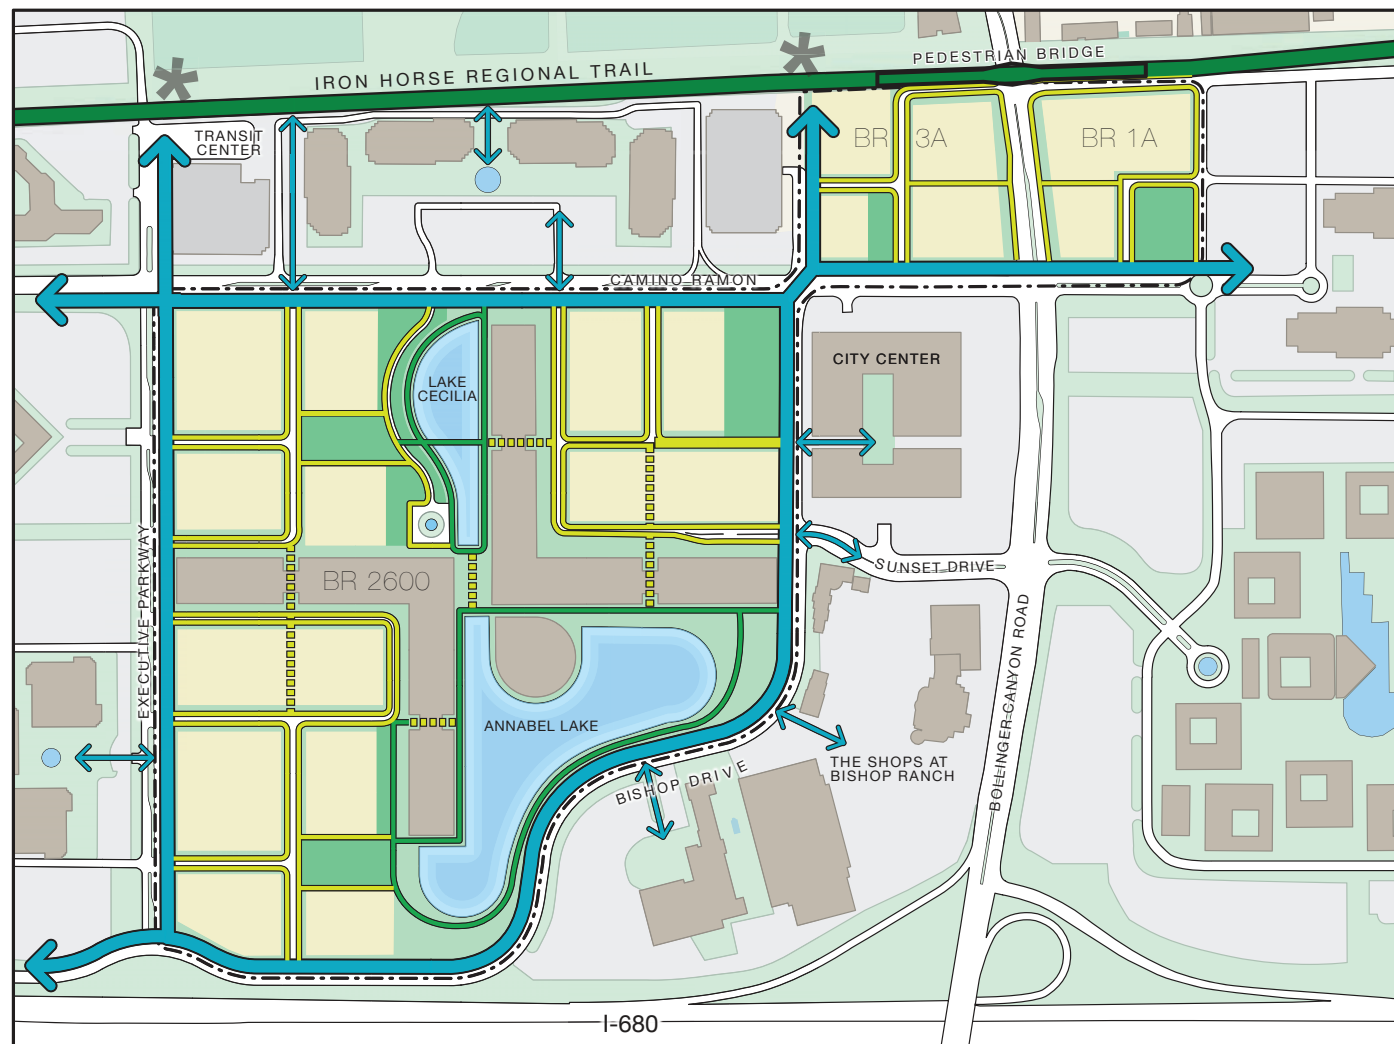 PEDESTRIAN BRIDGE
IRON HORSE REGIONAL TRAIL
TRANSIT
CENTER
BR 3A
BR 1A
CAMINO RAMON
CITY CENTER
LAKE
CECILIA
SUNSET DRIVE
BR 2600
EXECUTIVE PARKWAY
BOLLINGER CANYON ROAD
ANNABEL LAKE
THE SHOPS AT
BISHOP RANCH
BISHOP DRIVE
I-680